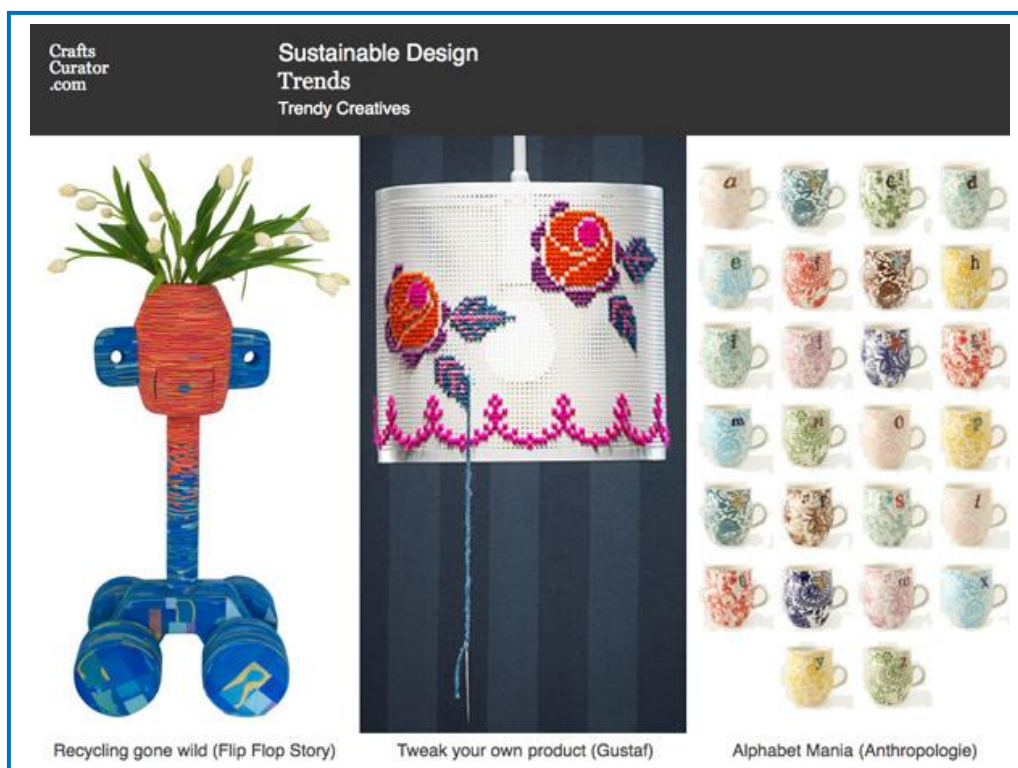 Crafts
Curator
.com
Sustainable Design
Trends
Trendy Creatives
a
c
d
e
f
h
m
o
p
r
s
x
y
z
Recycling gone wild (Flip Flop Story)
Tweak your own product (Gustaf)
Alphabet Mania (Anthropologie)